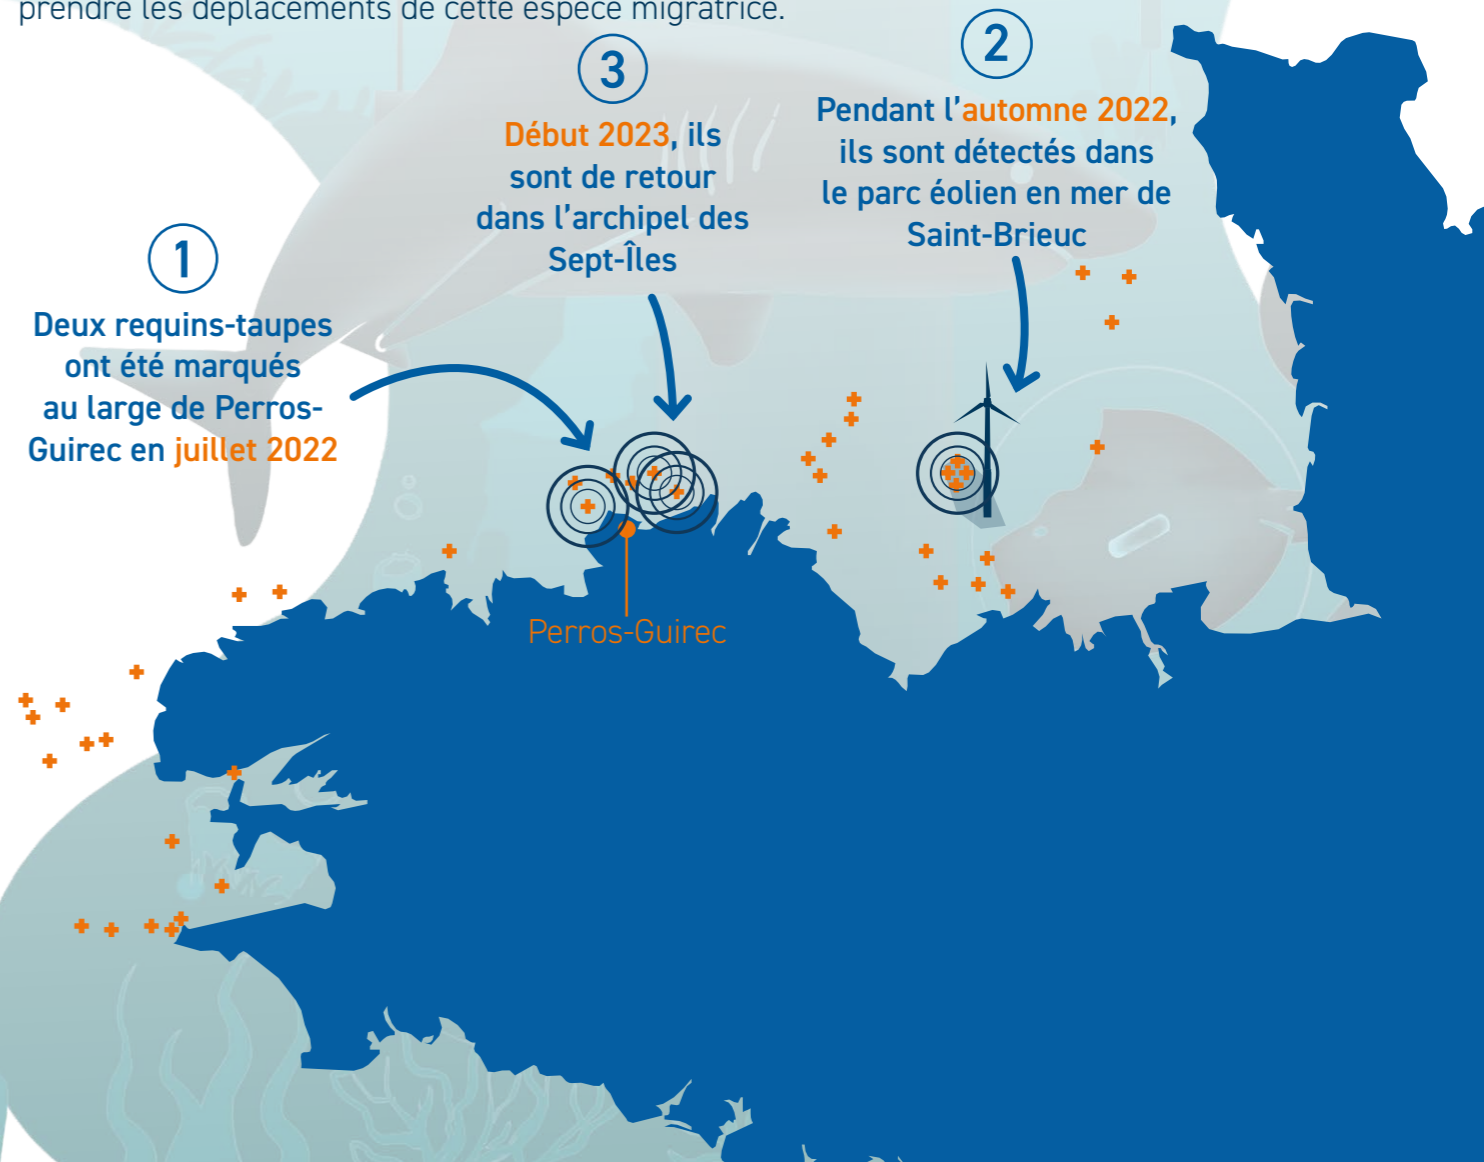 prendre les déplacements de cette espèce migratrice.
1
Deux requins-taupes
ont été marqués
au large de Perros-
Guirec en juillet 2022
3
Début 2023, ils
sont de retour
dans l'archipel des
Sept-Îles
2
Pendant l'automne 2022,
ils sont détectés dans
le parc éolien en mer de
Saint-Brieuc
Perros-Guirec